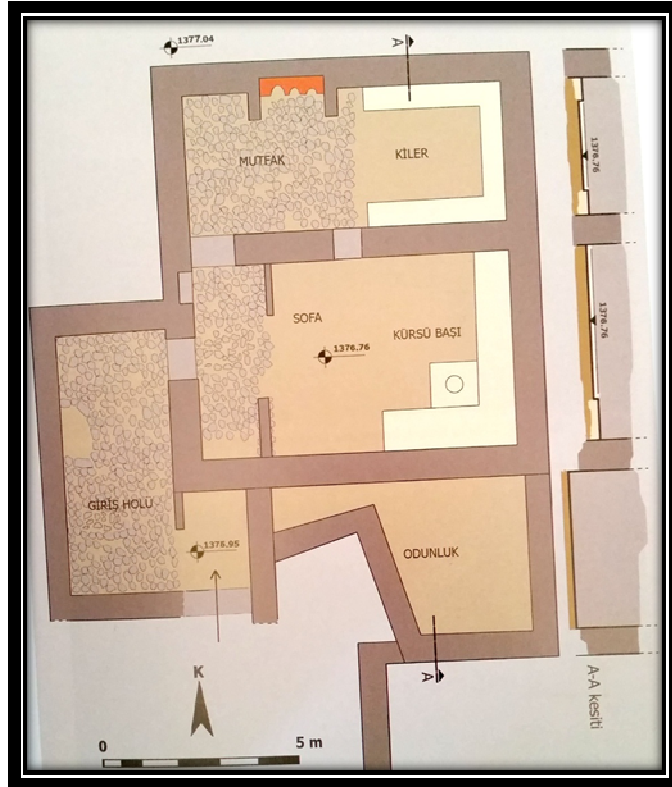 1377.04
A
MUTFAK
KİLER
1376.76
SOFA
KÜRSÜ BAŞI
1376.76
1376.76
GİRİŞ HOLÜ
1375.95
ODUNLUK
A
K
0 5 m
A-A kesiti